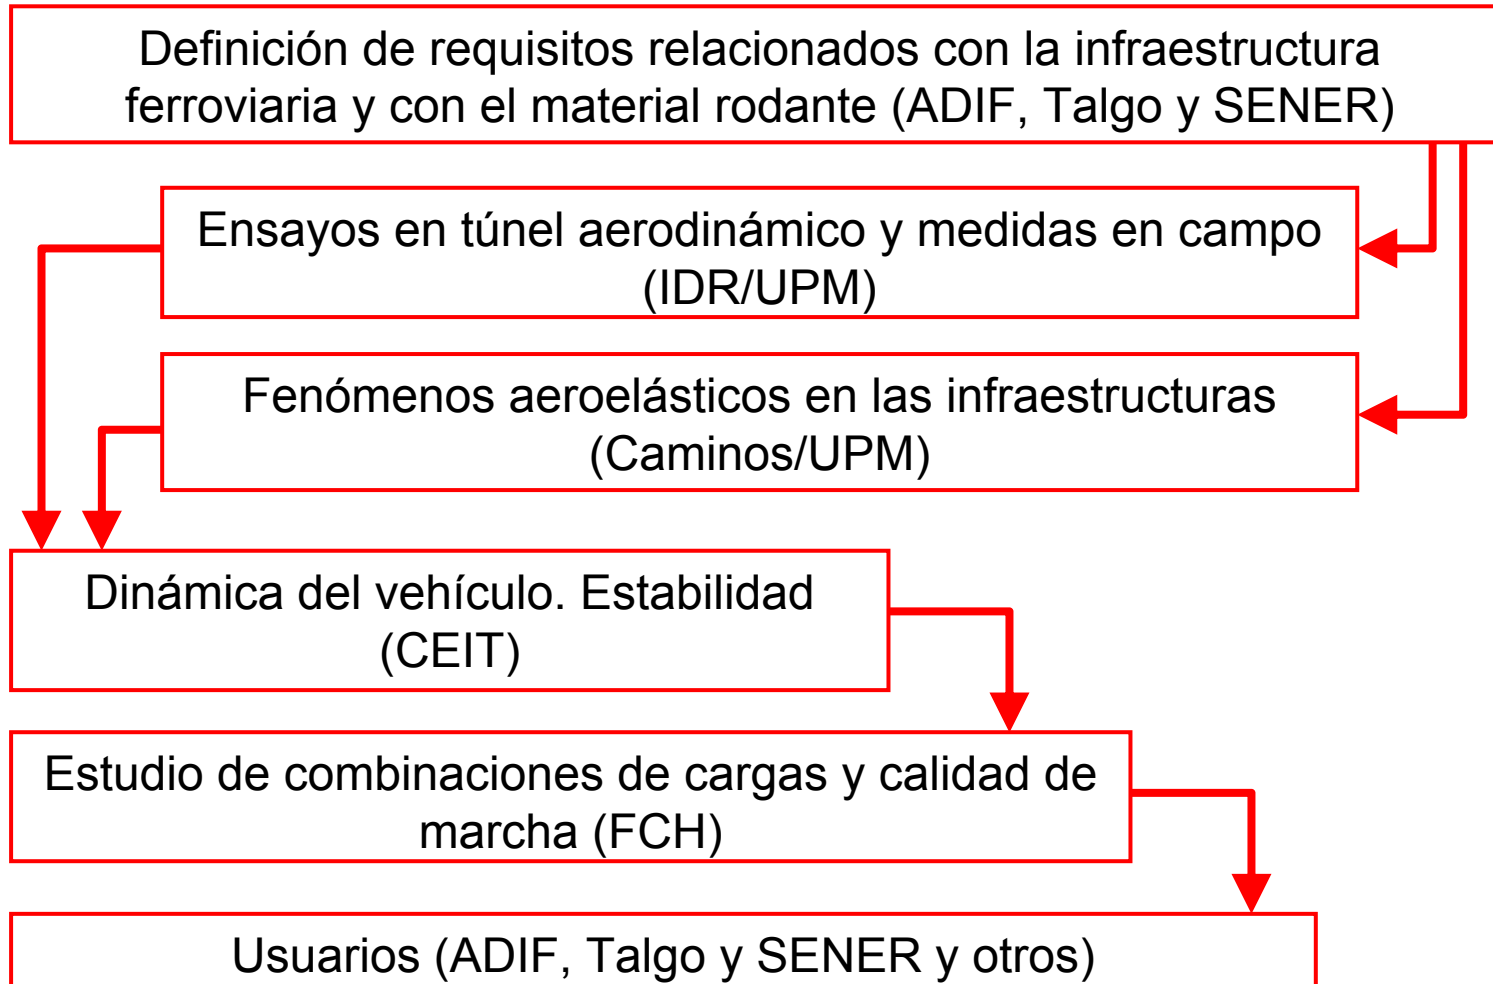 Definición de requisitos relacionados con la infraestructura
ferroviaria y con el material rodante (ADIF, Talgo y SENER)
Ensayos en túnel aerodinámico y medidas en campo
(IDR/UPM)
Fenómenos aeroelásticos en las infraestructuras
(Caminos/UPM)
Dinámica del vehículo. Estabilidad
(CEIT)
Estudio de combinaciones de cargas y calidad de
marcha (FCH)
Usuarios (ADIF, Talgo y SENER y otros)